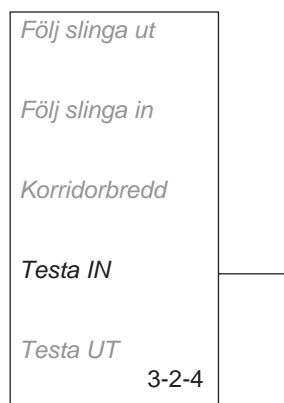 Följ slinga ut
Följ slinga in
Korridorbredd
Testa IN
Testa UT
3-2-4